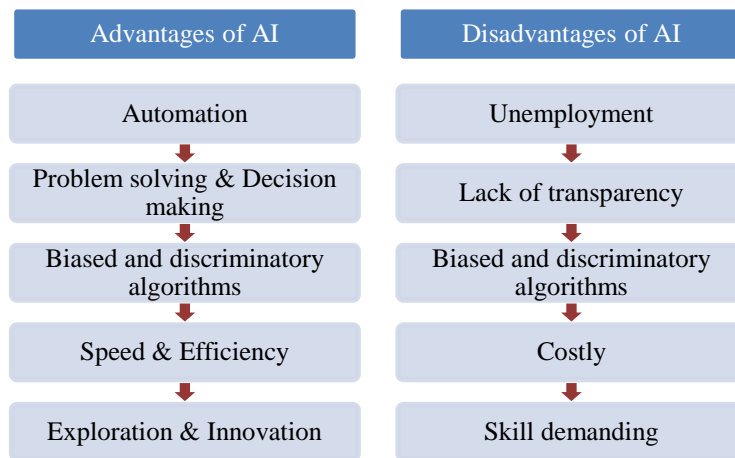 Advantages of AI
Automation
Problem solving & Decision
making
Biased and discriminatory
algorithms
Speed & Efficiency
Exploration & Innovation
Disadvantages of AI
Unemployment
Lack of transparency
Biased and discriminatory
algorithms
Costly
Skill demanding